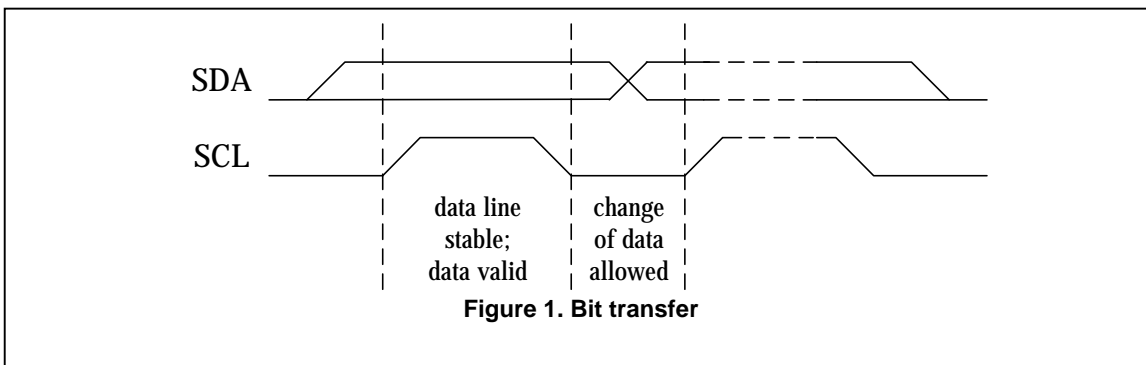 SDA
SCL
data line
stable;
data valid
change
of data
allowed
Figure 1. Bit transfer